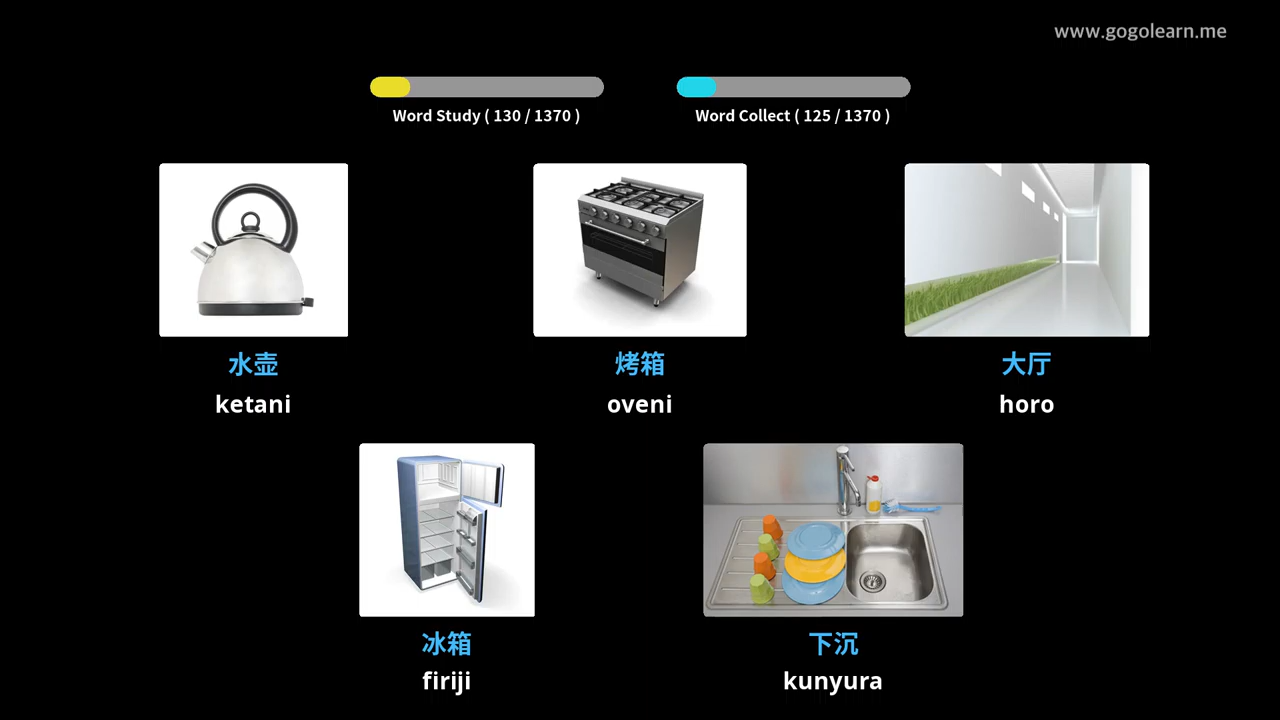 www.gogolearn.me
Word Study ( 130 / 1370 )
Word Collect ( 125 / 1370 )
水壶
烤箱
大厅
ketani
oveni
horo
冰箱
下沉
firiji
kunyura